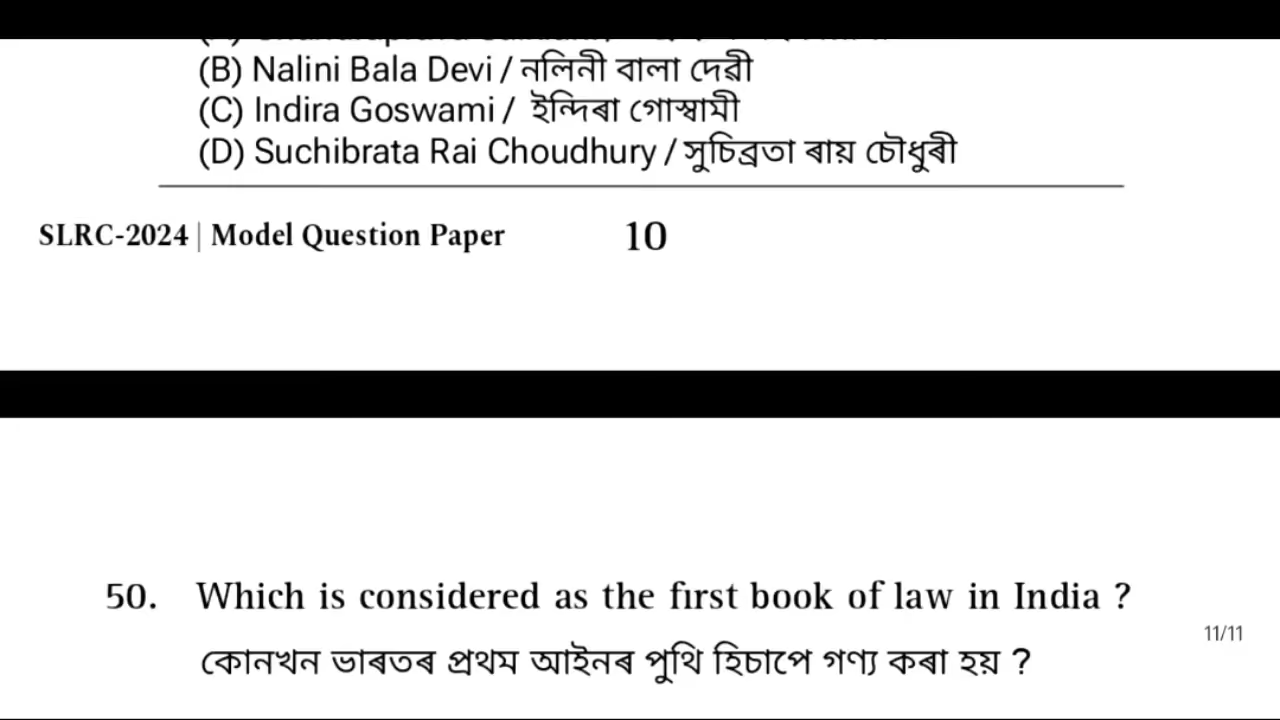 (B) Nalini Bala Devi / নলিনী বালা দেৱী
(C) Indira Goswami / ইন্দিৰা গোস্বামী
(D) Suchibrata Rai Choudhury / সুচিব্ৰতা ৰায় চৌধুৰী
SLRC-2024 | Model Question Paper 10
50. Which is considered as the first book of law in India ?
11/11
কোনখন ভাৰতৰ প্ৰথম আইনৰ পুথি হিচাপে গণ্য কৰা হয় ?